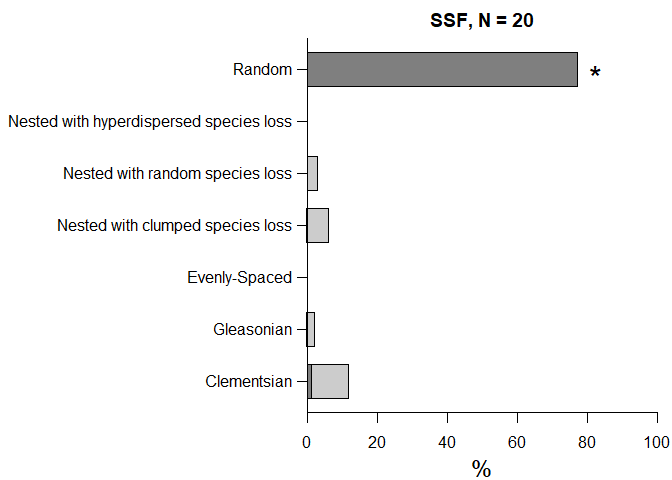 SSF, N = 20
Random
*
Nested with hyperdispersed species loss
Nested with random species loss
Nested with clumped species loss
Evenly-Spaced
Gleasonian
Clementsian
0 20 40 60 80 100
%